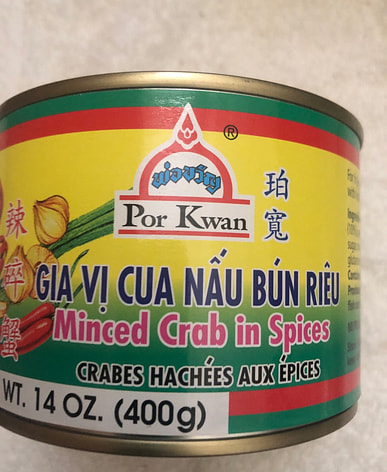 พ่อขวัญ
®
Por Kwan
珀寬
辣碎蟹
GIA VỊ CUA NẤU BÚN RIÊU
Minced Crab in Spices
CRABES HACHÉES AUX ÉPICES
WT. 14 OZ. (400g)